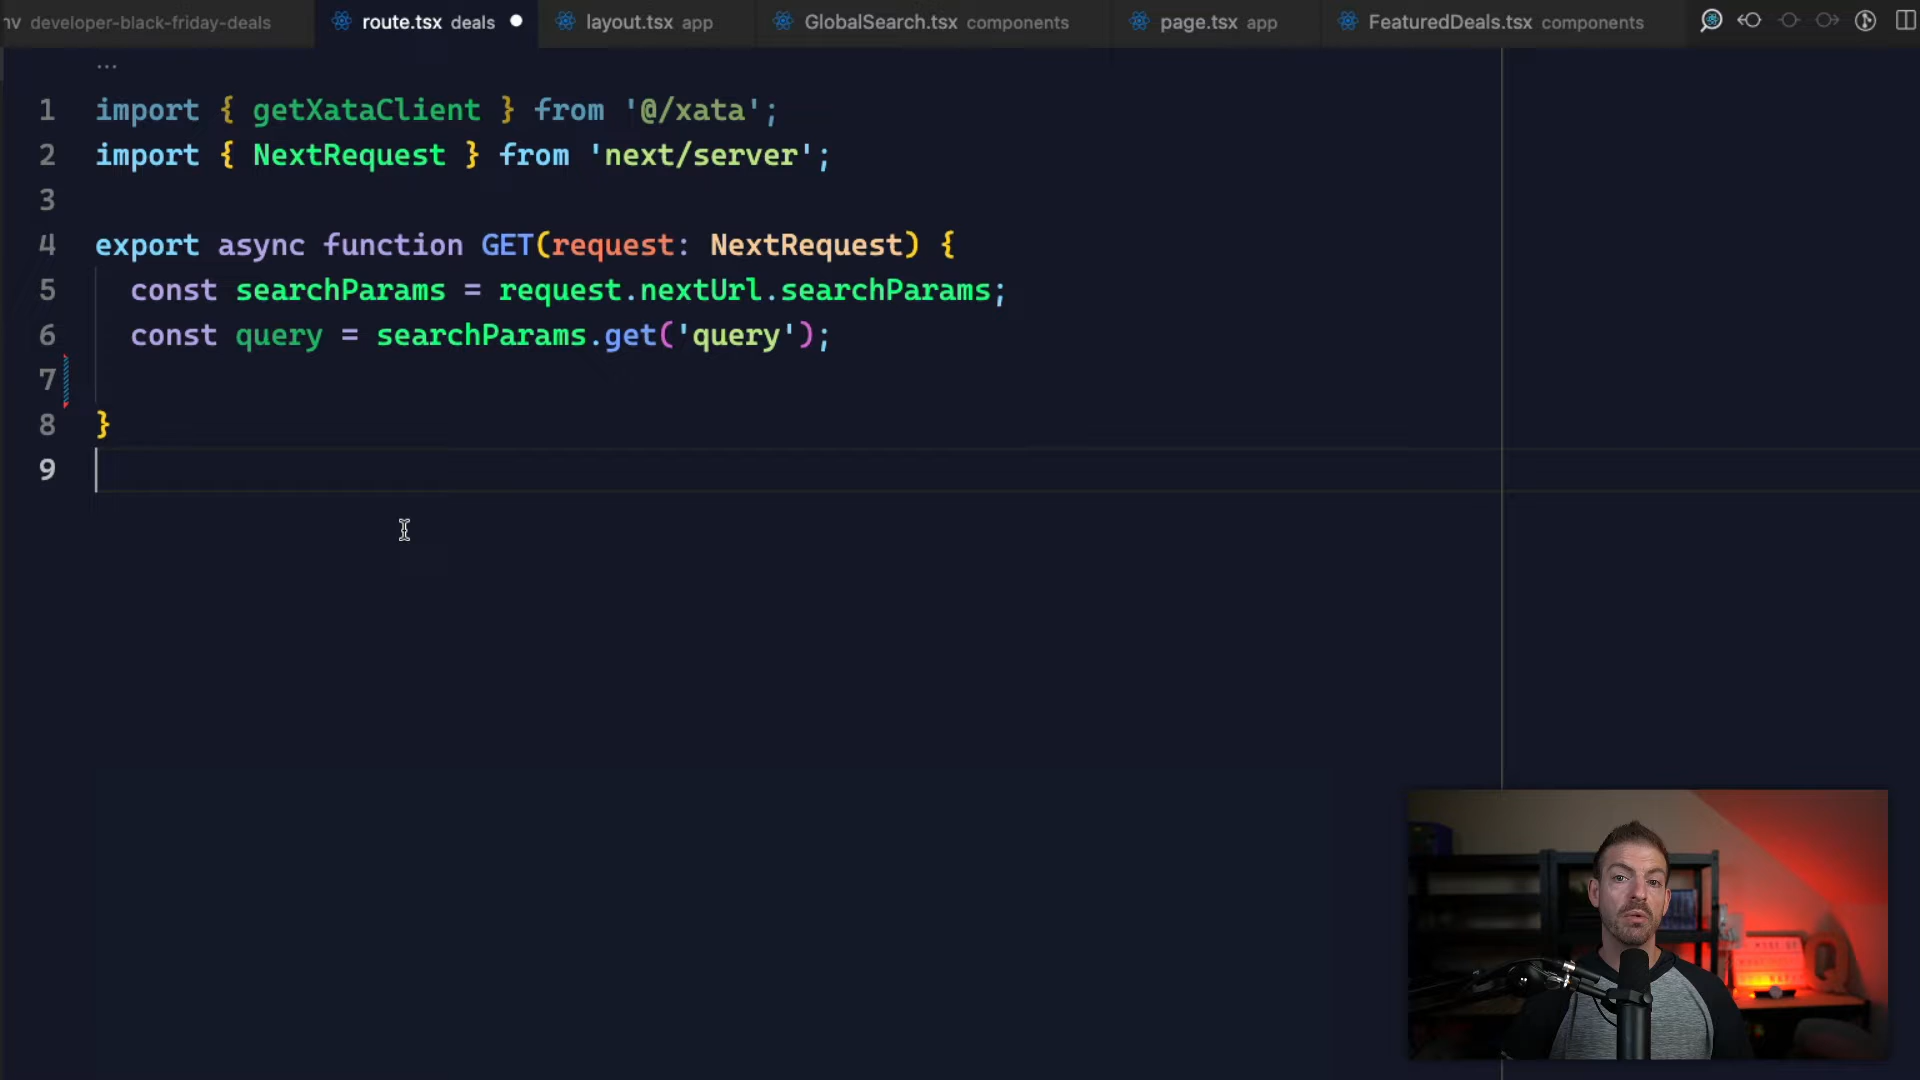 nv developer-black-friday-deals route.tsx deals layout.tsx app GlobalSearch.tsx components page.tsx app FeaturedDeals.tsx components
...
1 import { getXataClient } from '@/xata';
2 import { NextRequest } from 'next/server';
3
4 export async function GET(request: NextRequest) {
5 const searchParams = request.nextUrl.searchParams;
6 const query = searchParams.get('query');
7
8 }
9